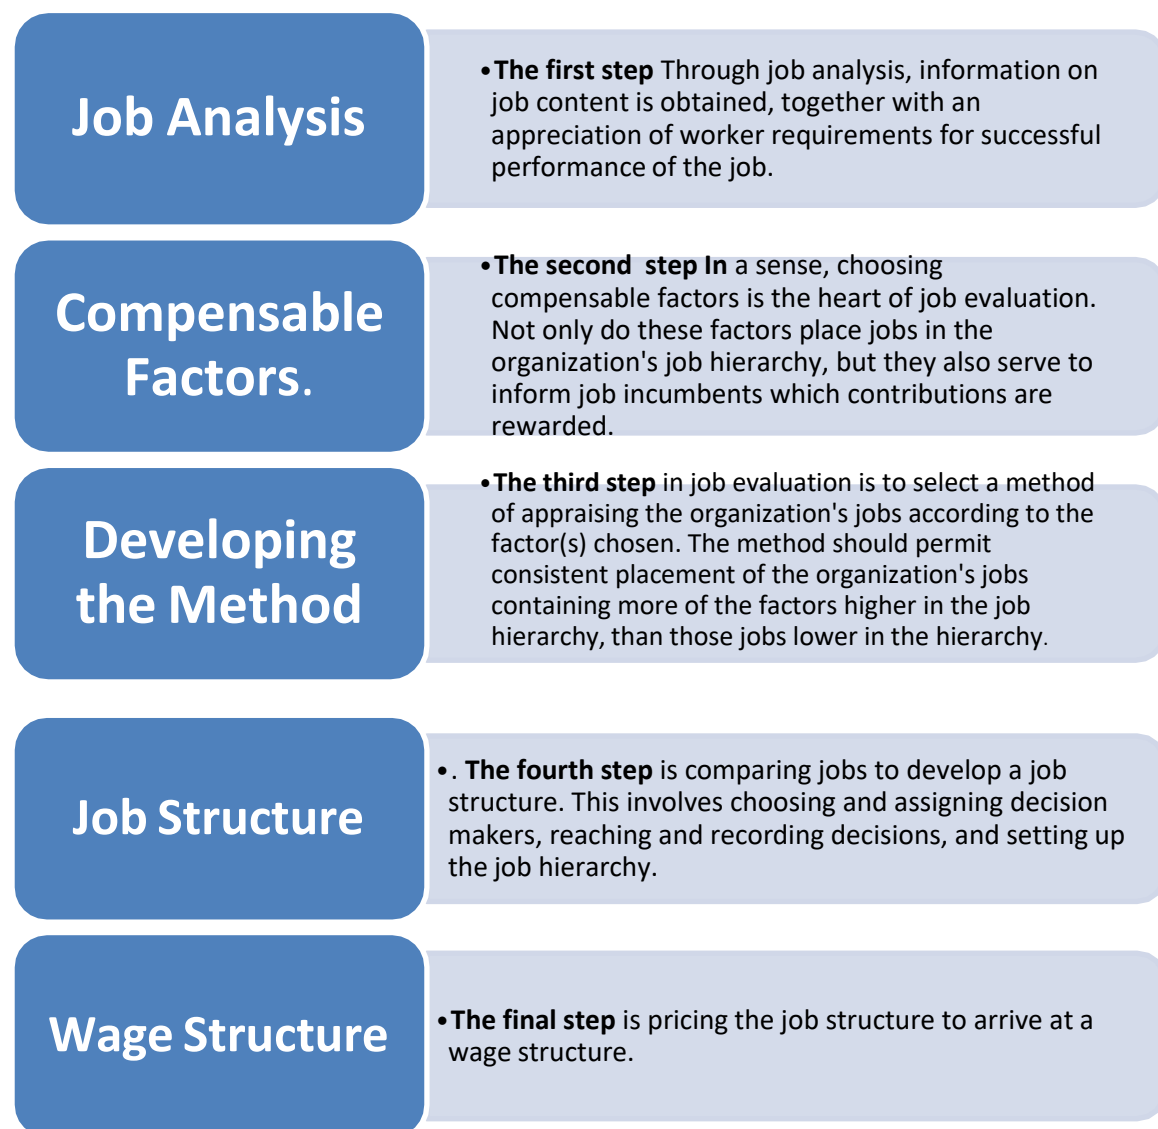 Job Analysis
•The first step Through job analysis, information on
job content is obtained, together with an
appreciation of worker requirements for successful
performance of the job.
Compensable
Factors.
•The second  step In a sense, choosing
compensable factors is the heart of job evaluation.
Not only do these factors place jobs in the
organization's job hierarchy, but they also serve to
inform job incumbents which contributions are
rewarded.
Developing
the Method
•The third step in job evaluation is to select a method
of appraising the organization's jobs according to the
factor(s) chosen. The method should permit
consistent placement of the organization's jobs
containing more of the factors higher in the job
hierarchy, than those jobs lower in the hierarchy.
Job Structure
•. The fourth step is comparing jobs to develop a job
structure. This involves choosing and assigning decision
makers, reaching and recording decisions, and setting up
the job hierarchy.
Wage Structure
•The final step is pricing the job structure to arrive at a
wage structure.